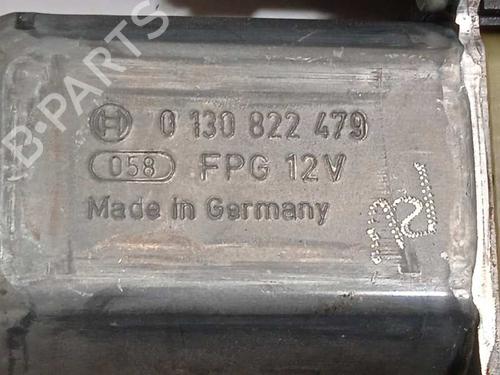 0 130 822 479
058 FPG 12V
Made in Germany
B-PARTS